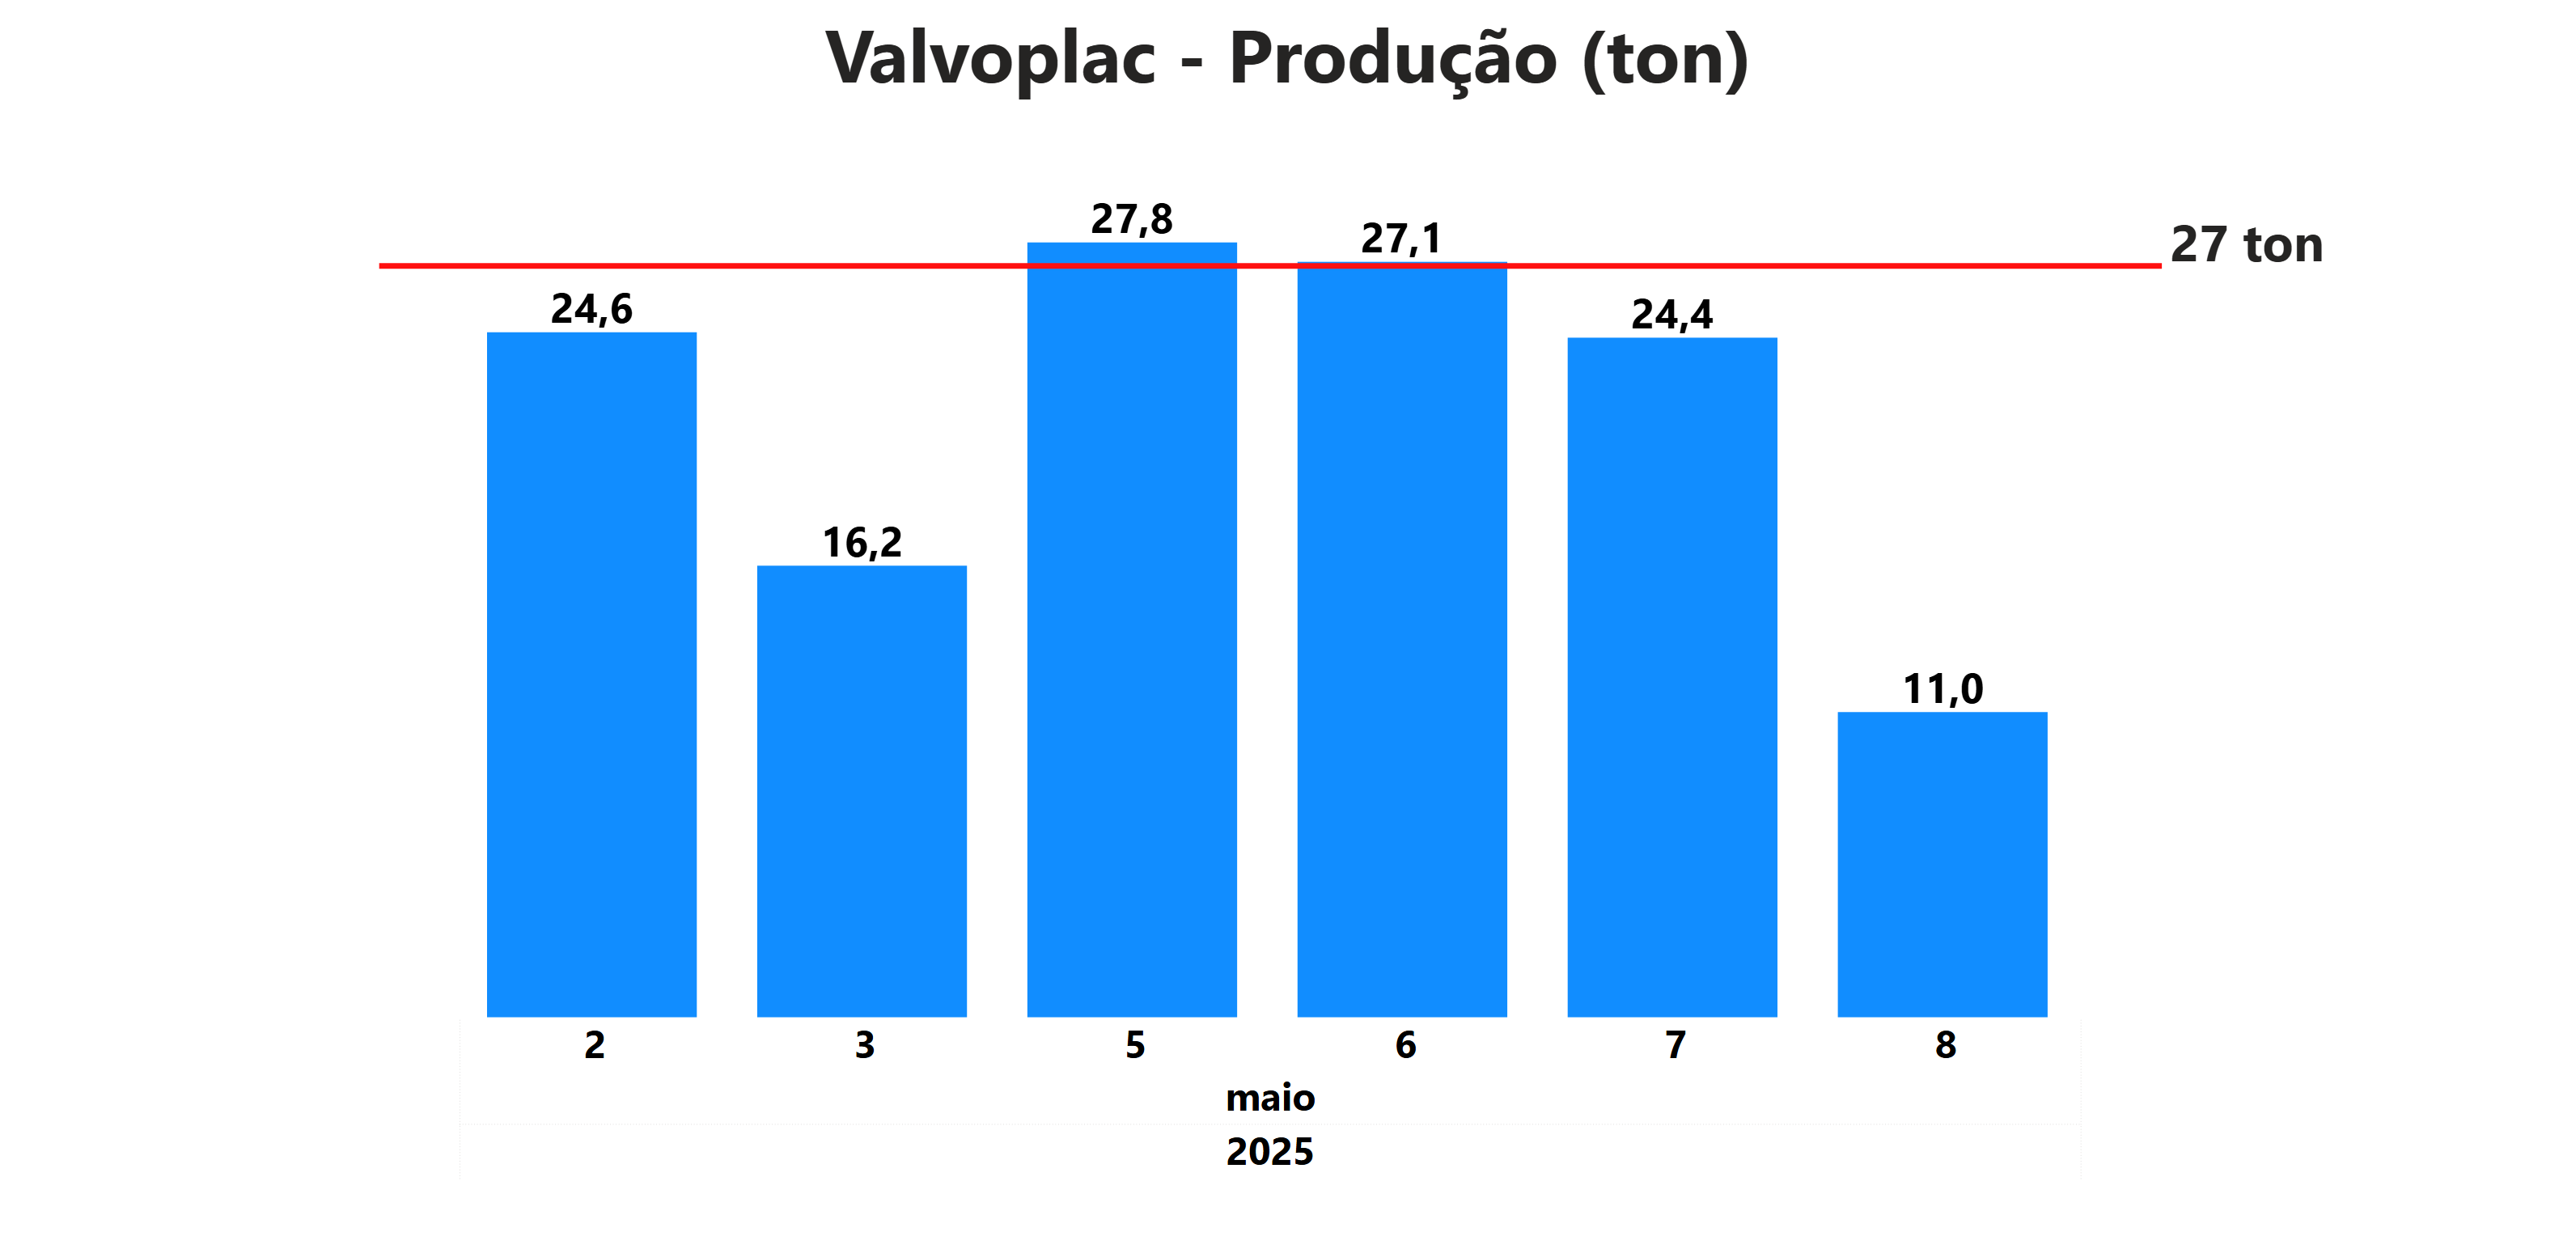 Valvoplac - Produção (ton)
27,8
27,1
27 ton
24,6
24,4
16,2
11,0
2 3 5 6 7 8
maio
2025